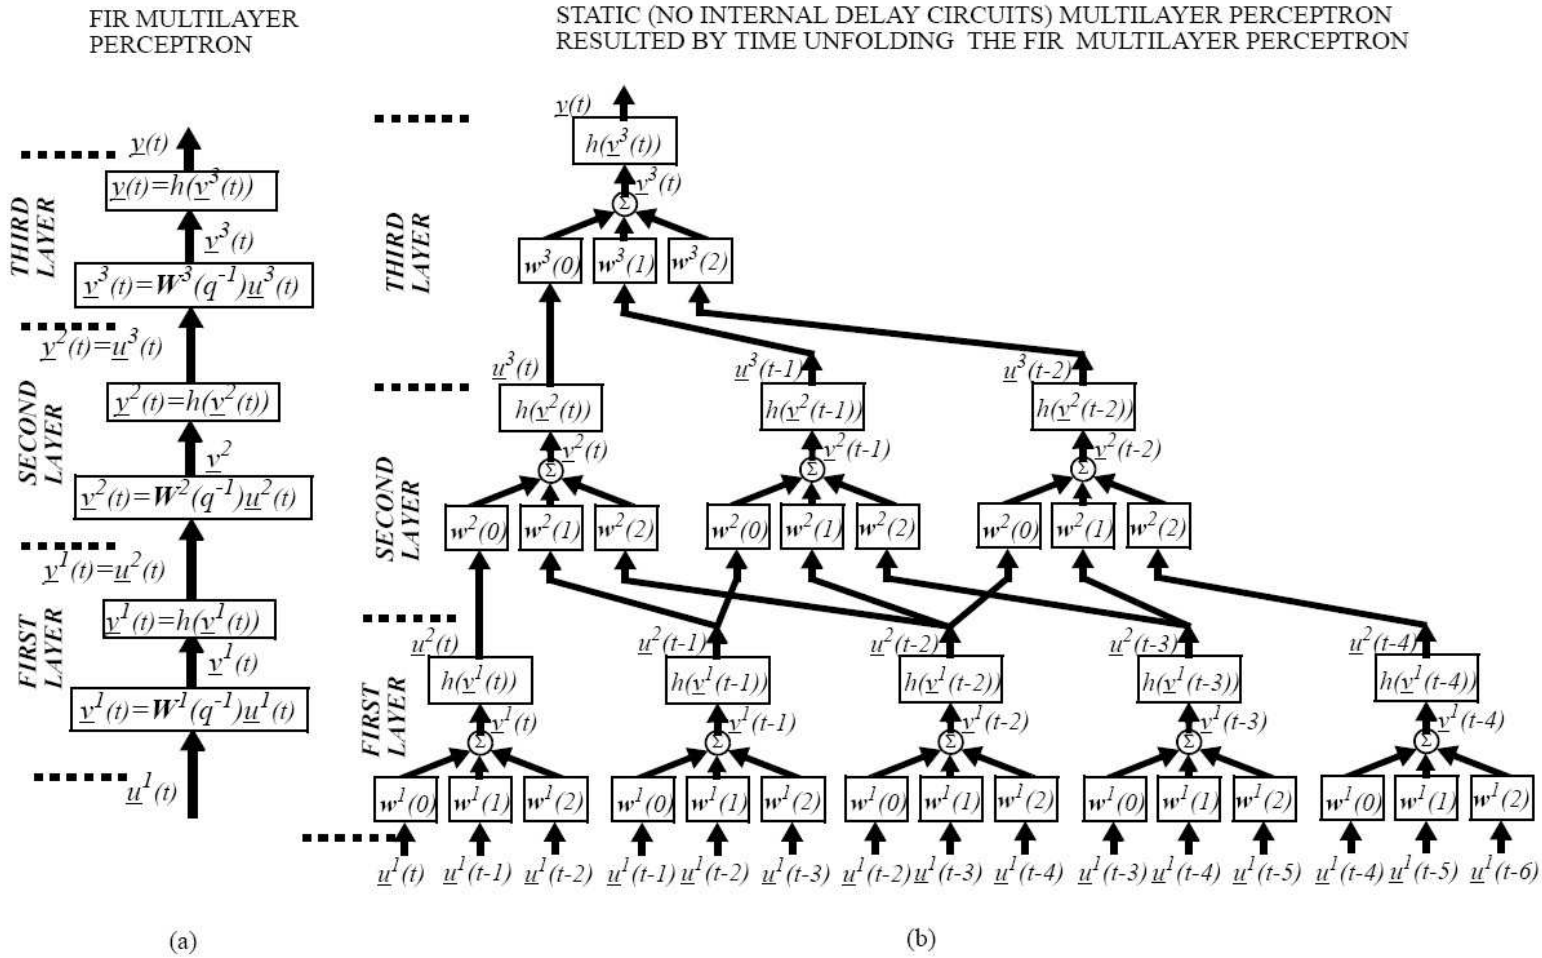 FIR MULTILAYER
PERCEPTRON
y(t)
y(t)=h(v³(t))
v³(t)
v³(t)=W³(q⁻¹)u³(t)
y²(t)=u³(t)
y²(t)=h(v²(t))
v²
v²(t)=W²(q⁻¹)u²(t)
y¹(t)=u²(t)
y¹(t)=h(v¹(t))
v¹(t)
v¹(t)=W¹(q⁻¹)u¹(t)
u¹(t)
THIRD
LAYER
SECOND
LAYER
FIRST
LAYER
(a)
STATIC (NO INTERNAL DELAY CIRCUITS) MULTILAYER PERCEPTRON
RESULTED BY TIME UNFOLDING THE FIR MULTILAYER PERCEPTRON
y(t)
h(v³(t))
v³(t)
Σ
w³(0) w³(1) w³(2)
THIRD
LAYER
u³(t) u³(t-1) u³(t-2)
h(v²(t)) h(v²(t-1)) h(v²(t-2))
v²(t) v²(t-1) v²(t-2)
Σ Σ Σ
w²(0) w²(1) w²(2) w²(0) w²(1) w²(2) w²(0) w²(1) w²(2)
SECOND
LAYER
u²(t) u²(t-1) u²(t-2) u²(t-3) u²(t-4)
h(v¹(t)) h(v¹(t-1)) h(v¹(t-2)) h(v¹(t-3)) h(v¹(t-4))
v¹(t) v¹(t-1) v¹(t-2) v¹(t-3) v¹(t-4)
Σ Σ Σ Σ Σ
w¹(0) w¹(1) w¹(2) w¹(0) w¹(1) w¹(2) w¹(0) w¹(1) w¹(2) w¹(0) w¹(1) w¹(2) w¹(0) w¹(1) w¹(2)
FIRST
LAYER
u¹(t) u¹(t-1) u¹(t-2) u¹(t-1) u¹(t-2) u¹(t-3) u¹(t-2) u¹(t-3) u¹(t-4) u¹(t-3) u¹(t-4) u¹(t-5) u¹(t-4) u¹(t-5) u¹(t-6)
(b)